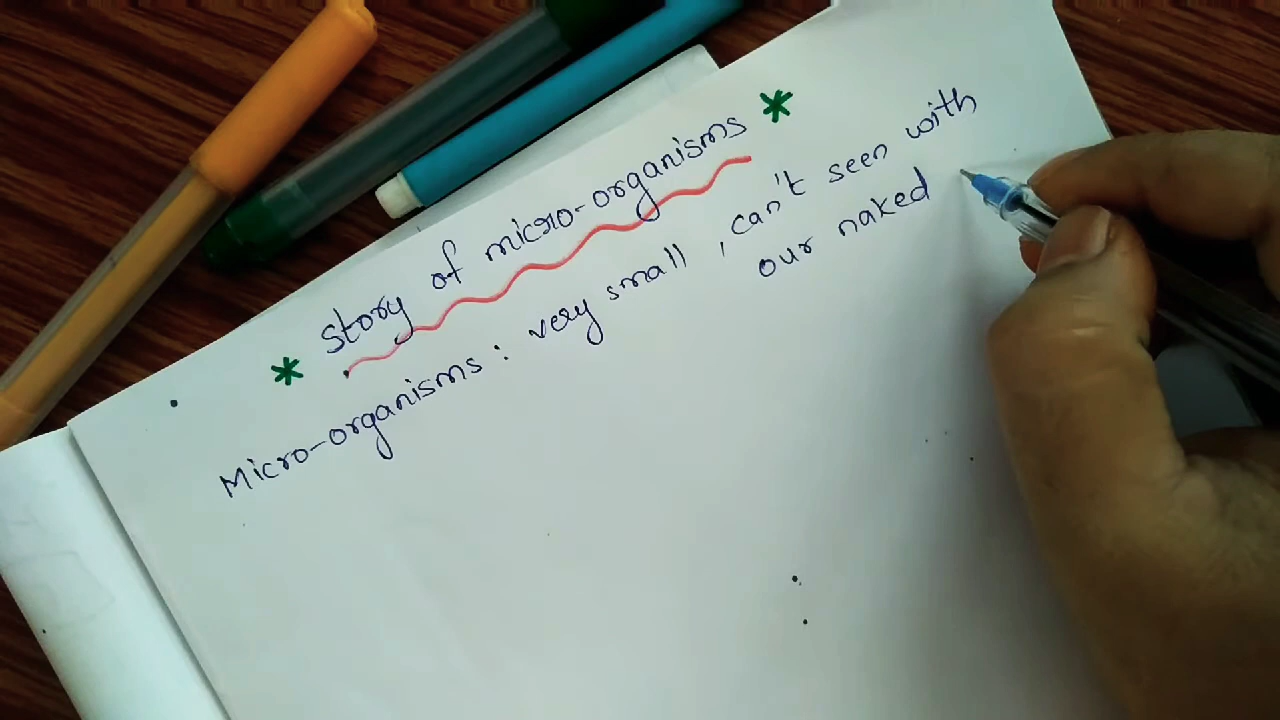 * Story of micro-organisms *
Micro-organisms : very small , can't seen with
our naked